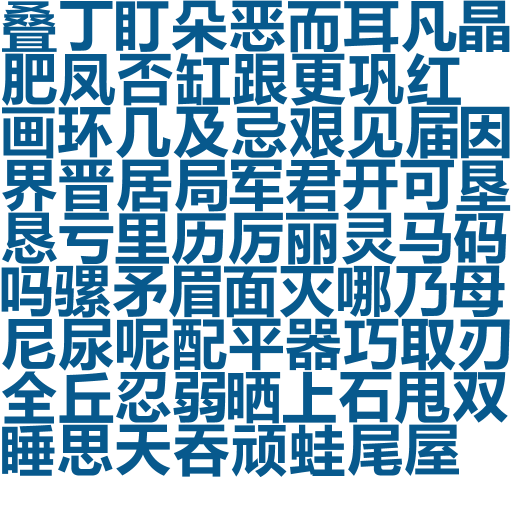 叠丁盯朵恶而耳凡晶
肥凤否缸跟更巩红
画环几及忌艰见届因
界晋居局军君开可垦
恳亏里历厉丽灵马码
吗骡矛眉面灭哪乃母
尼尿呢配平器巧取刃
全丘忍弱晒上石甩双
睡思天吞顽蛙尾屋